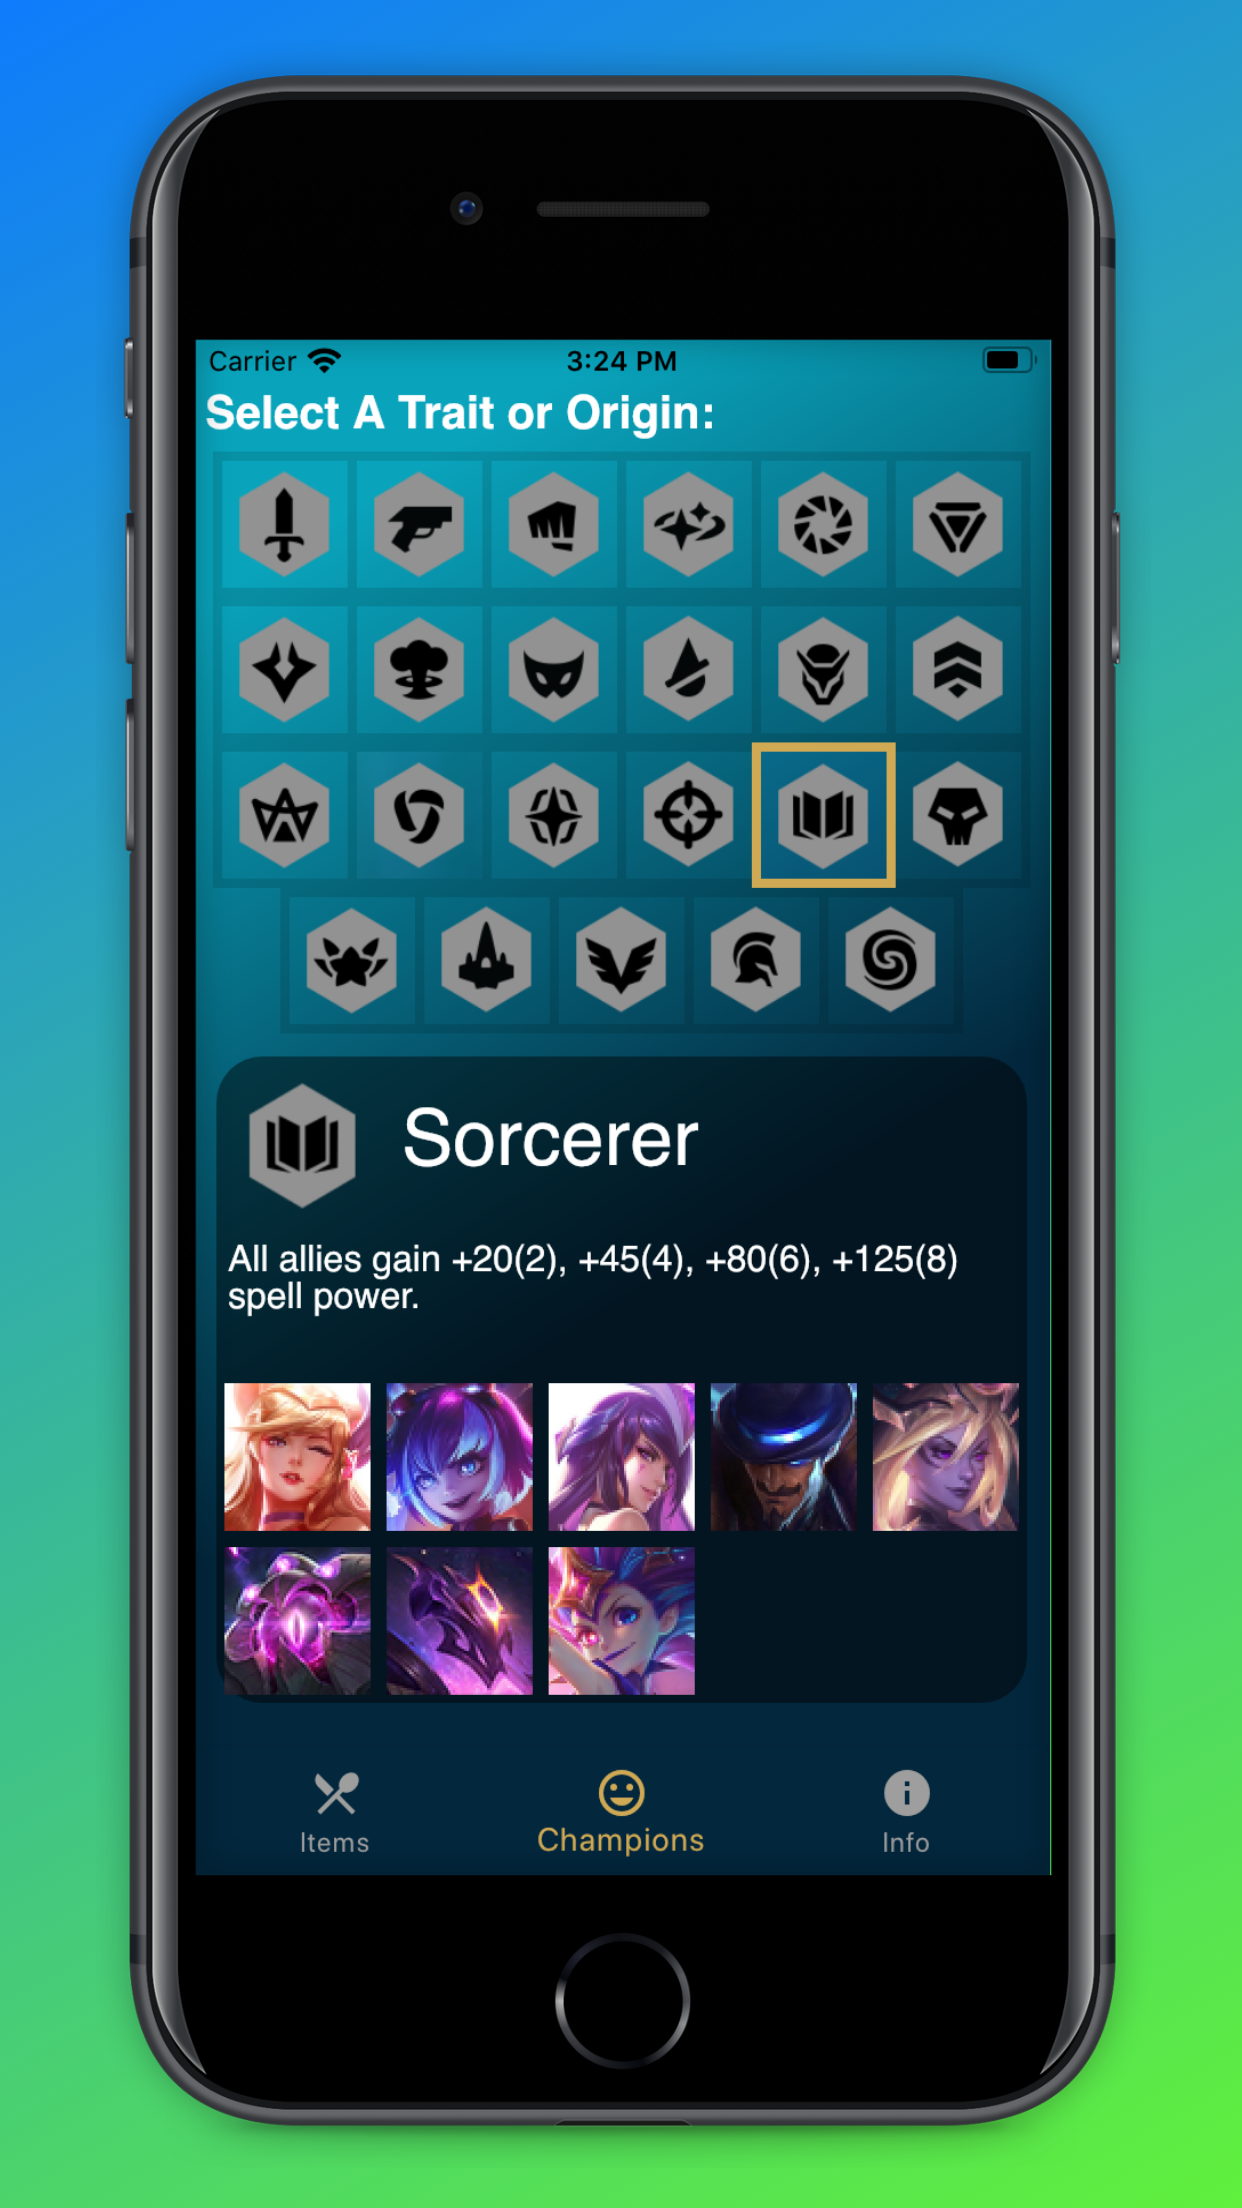 Carrier
3:24 PM
Select A Trait or Origin:
Sorcerer
All allies gain +20(2), +45(4), +80(6), +125(8)
spell power.
Items
Champions
Info